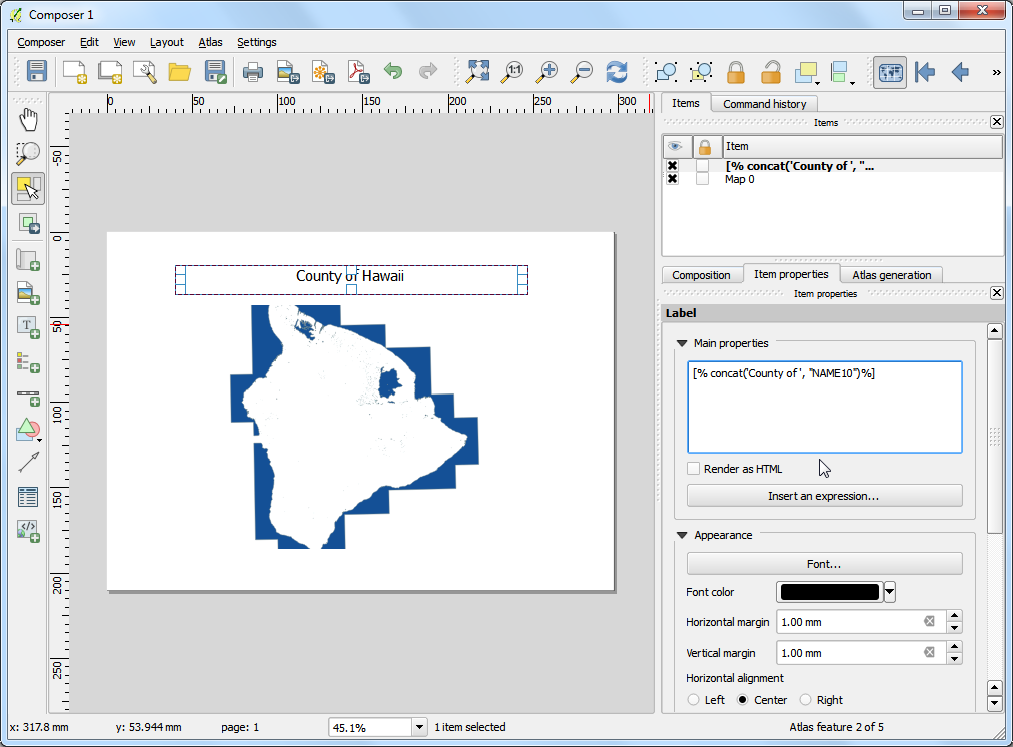 Composer 1
Composer Edit View Layout Atlas Settings
1:1
»
0 50 100 150 200 250 300
-50
0
50
100
150
200
250
County of Hawaii
T
Items Command history
Items
Item
[% concat('County of ', "...
Map 0
Composition Item properties Atlas generation
Item properties
Label
Main properties
[% concat('County of ', "NAME10")%]
Render as HTML
Insert an expression...
Appearance
Font...
Font color
Horizontal margin 1.00 mm
Vertical margin 1.00 mm
Horizontal alignment
Left Center Right
x: 317.8 mm y: 53.944 mm page: 1 45.1% 1 item selected Atlas feature 2 of 5